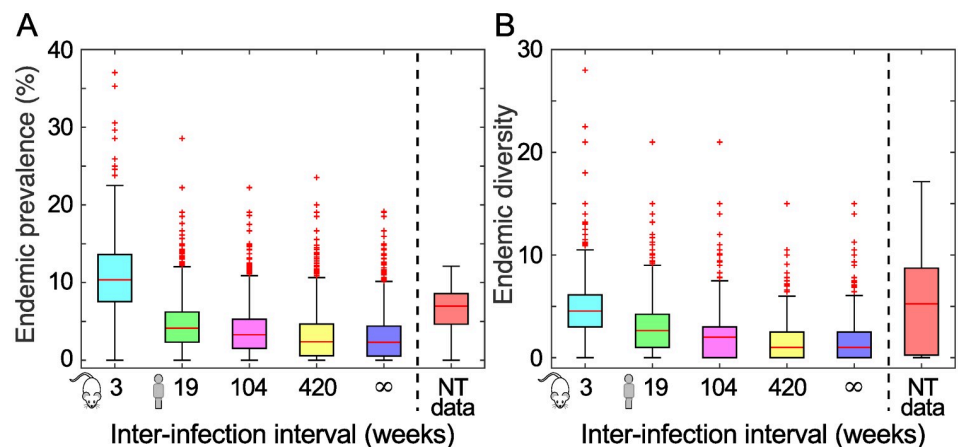 A
Endemic prevalence (%)
40
30
20
10
0
3
19
104
420
∞
NT
data
Inter-infection interval (weeks)
B
Endemic diversity
30
20
10
0
3
19
104
420
∞
NT
data
Inter-infection interval (weeks)